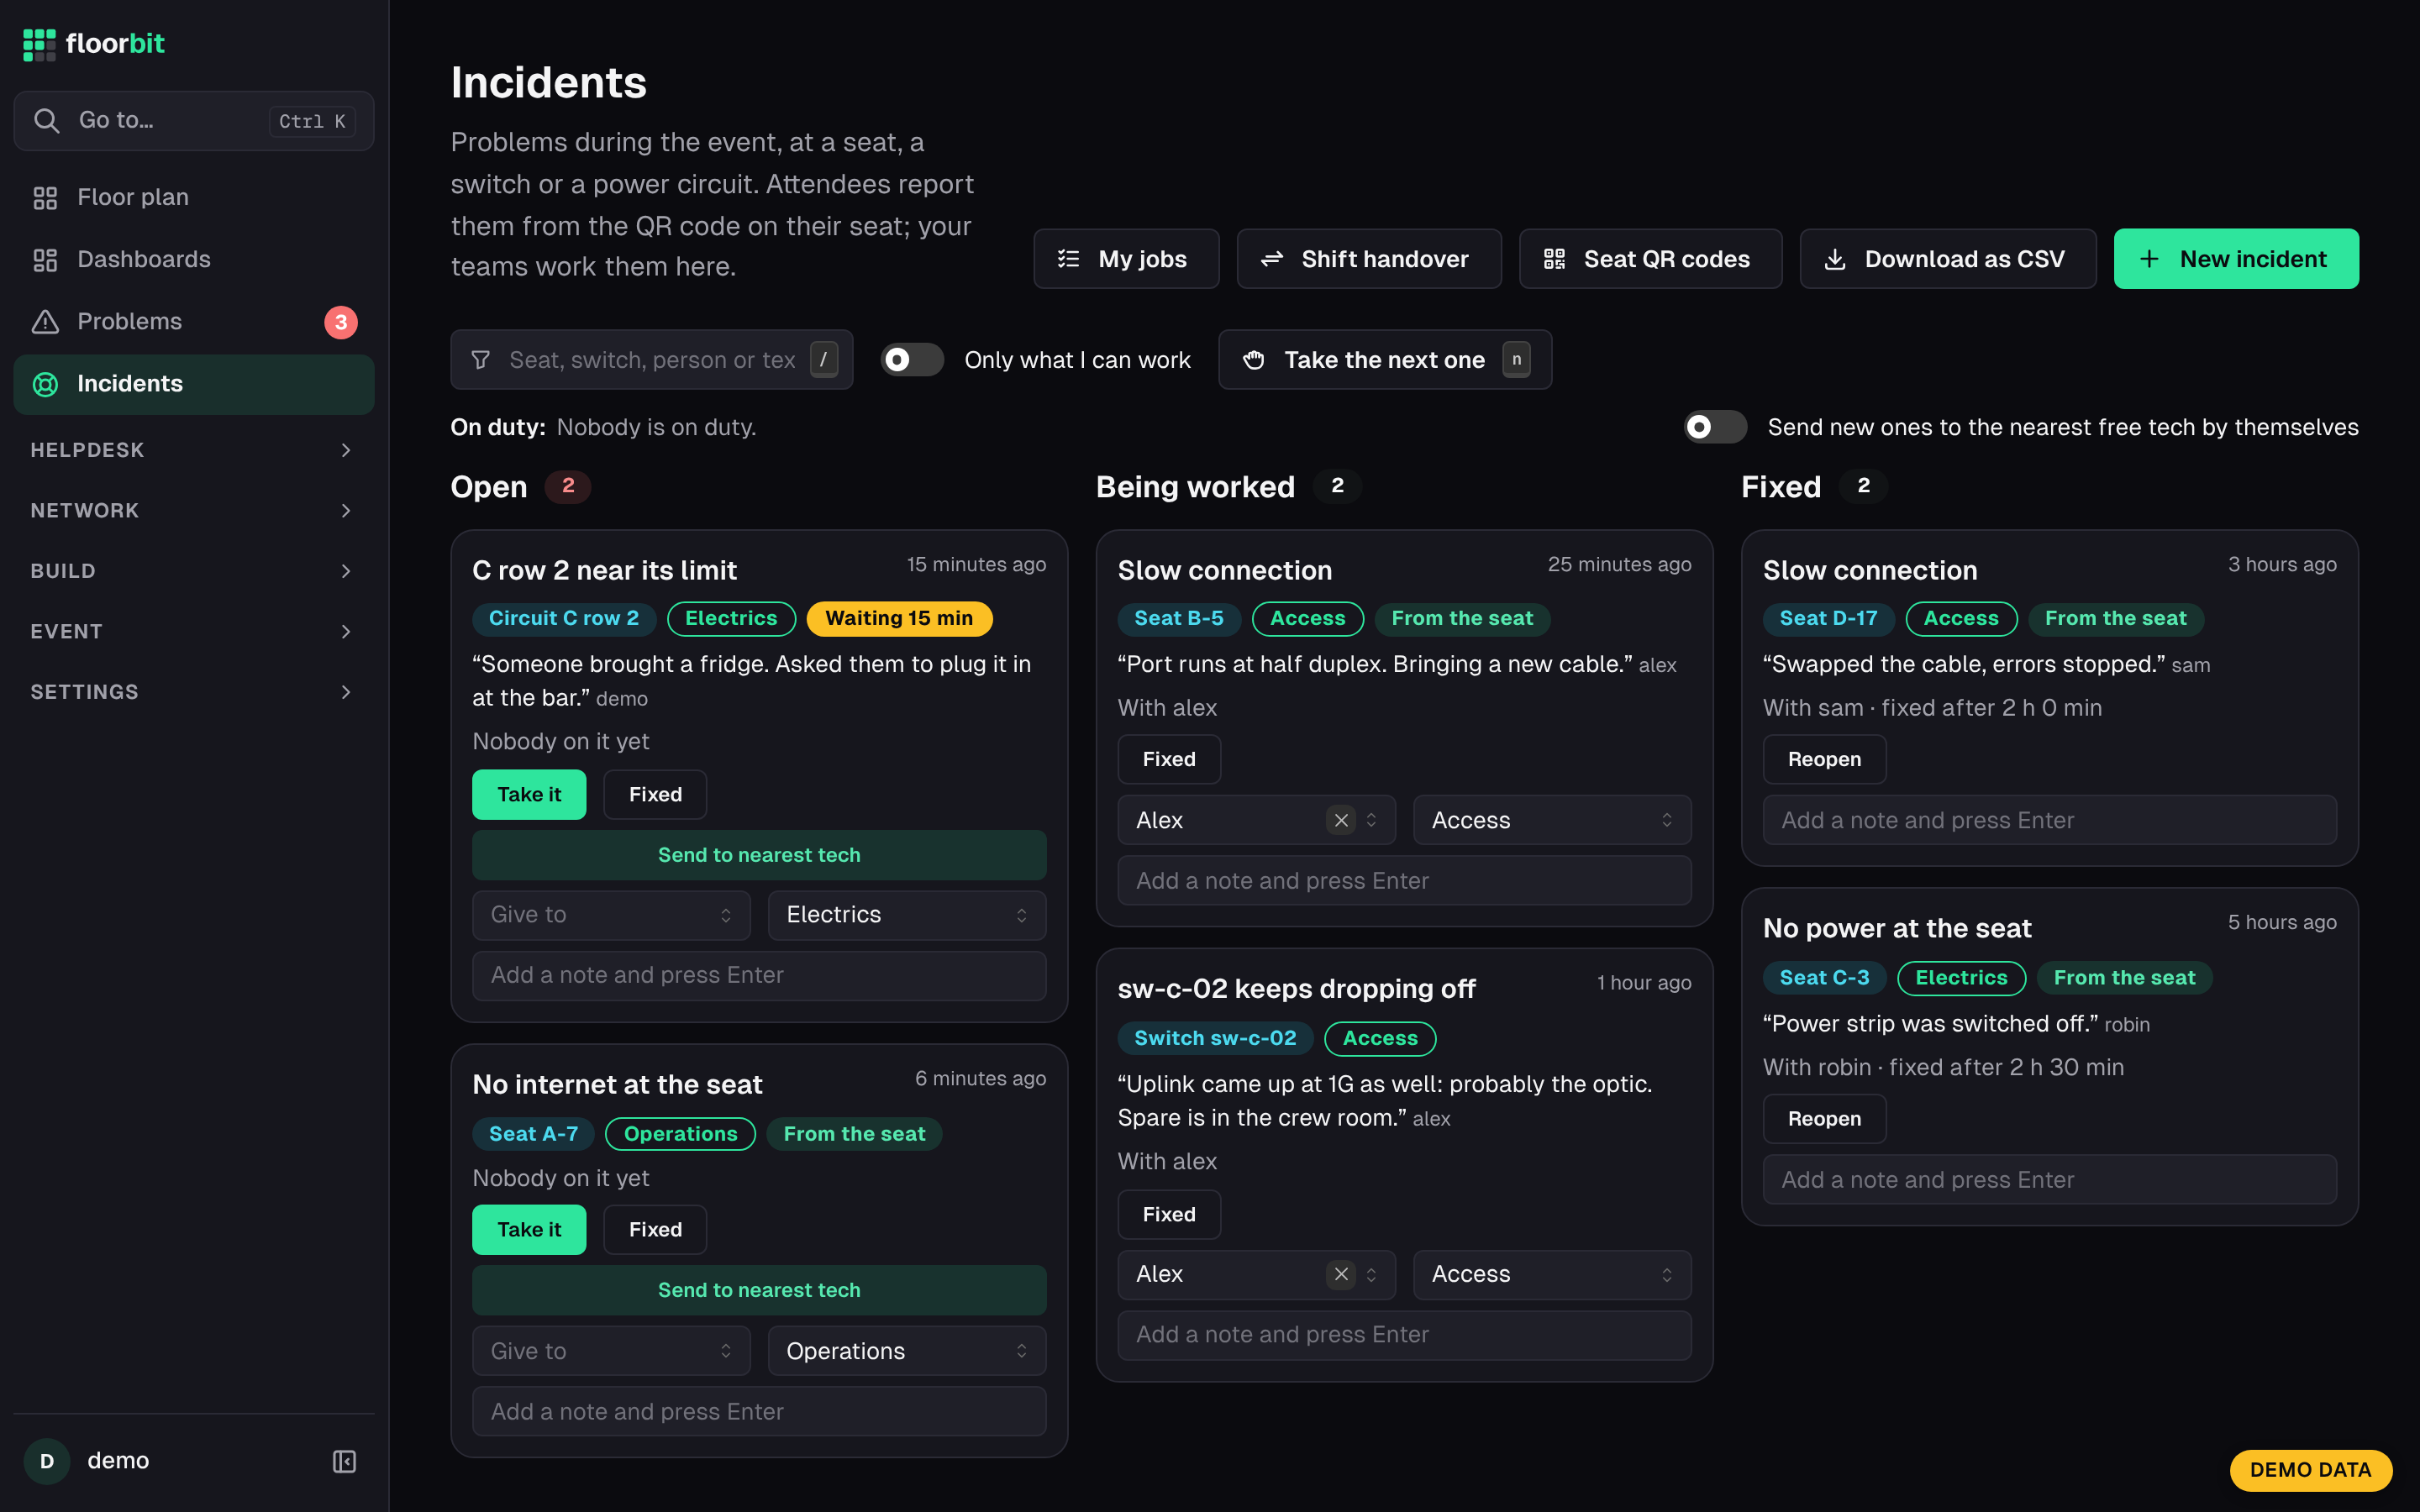 floorbit
Go to...
Ctrl K
Floor plan
Dashboards
Problems
3
Incidents
HELPDESK
NETWORK
BUILD
EVENT
SETTINGS
D
demo
Incidents
Problems during the event, at a seat, a
switch or a power circuit. Attendees report
them from the QR code on their seat; your
teams work them here.
My jobs
Shift handover
Seat QR codes
Download as CSV
New incident
Seat, switch, person or tex
/
Only what I can work
Take the next one
n
On duty: Nobody is on duty.
Send new ones to the nearest free tech by themselves
Open 2
C row 2 near its limit
15 minutes ago
Circuit C row 2
Electrics
Waiting 15 min
“Someone brought a fridge. Asked them to plug it in
at the bar.” demo
Nobody on it yet
Take it
Fixed
Send to nearest tech
Give to
Electrics
Add a note and press Enter
No internet at the seat
6 minutes ago
Seat A-7
Operations
From the seat
Nobody on it yet
Take it
Fixed
Send to nearest tech
Give to
Operations
Add a note and press Enter
Being worked 2
Slow connection
25 minutes ago
Seat B-5
Access
From the seat
“Port runs at half duplex. Bringing a new cable.” alex
With alex
Fixed
Alex
Access
Add a note and press Enter
sw-c-02 keeps dropping off
1 hour ago
Switch sw-c-02
Access
“Uplink came up at 1G as well: probably the optic.
Spare is in the crew room.” alex
With alex
Fixed
Alex
Access
Add a note and press Enter
Fixed 2
Slow connection
3 hours ago
Seat D-17
Access
From the seat
“Swapped the cable, errors stopped.” sam
With sam · fixed after 2 h 0 min
Reopen
Add a note and press Enter
No power at the seat
5 hours ago
Seat C-3
Electrics
From the seat
“Power strip was switched off.” robin
With robin · fixed after 2 h 30 min
Reopen
Add a note and press Enter
DEMO DATA